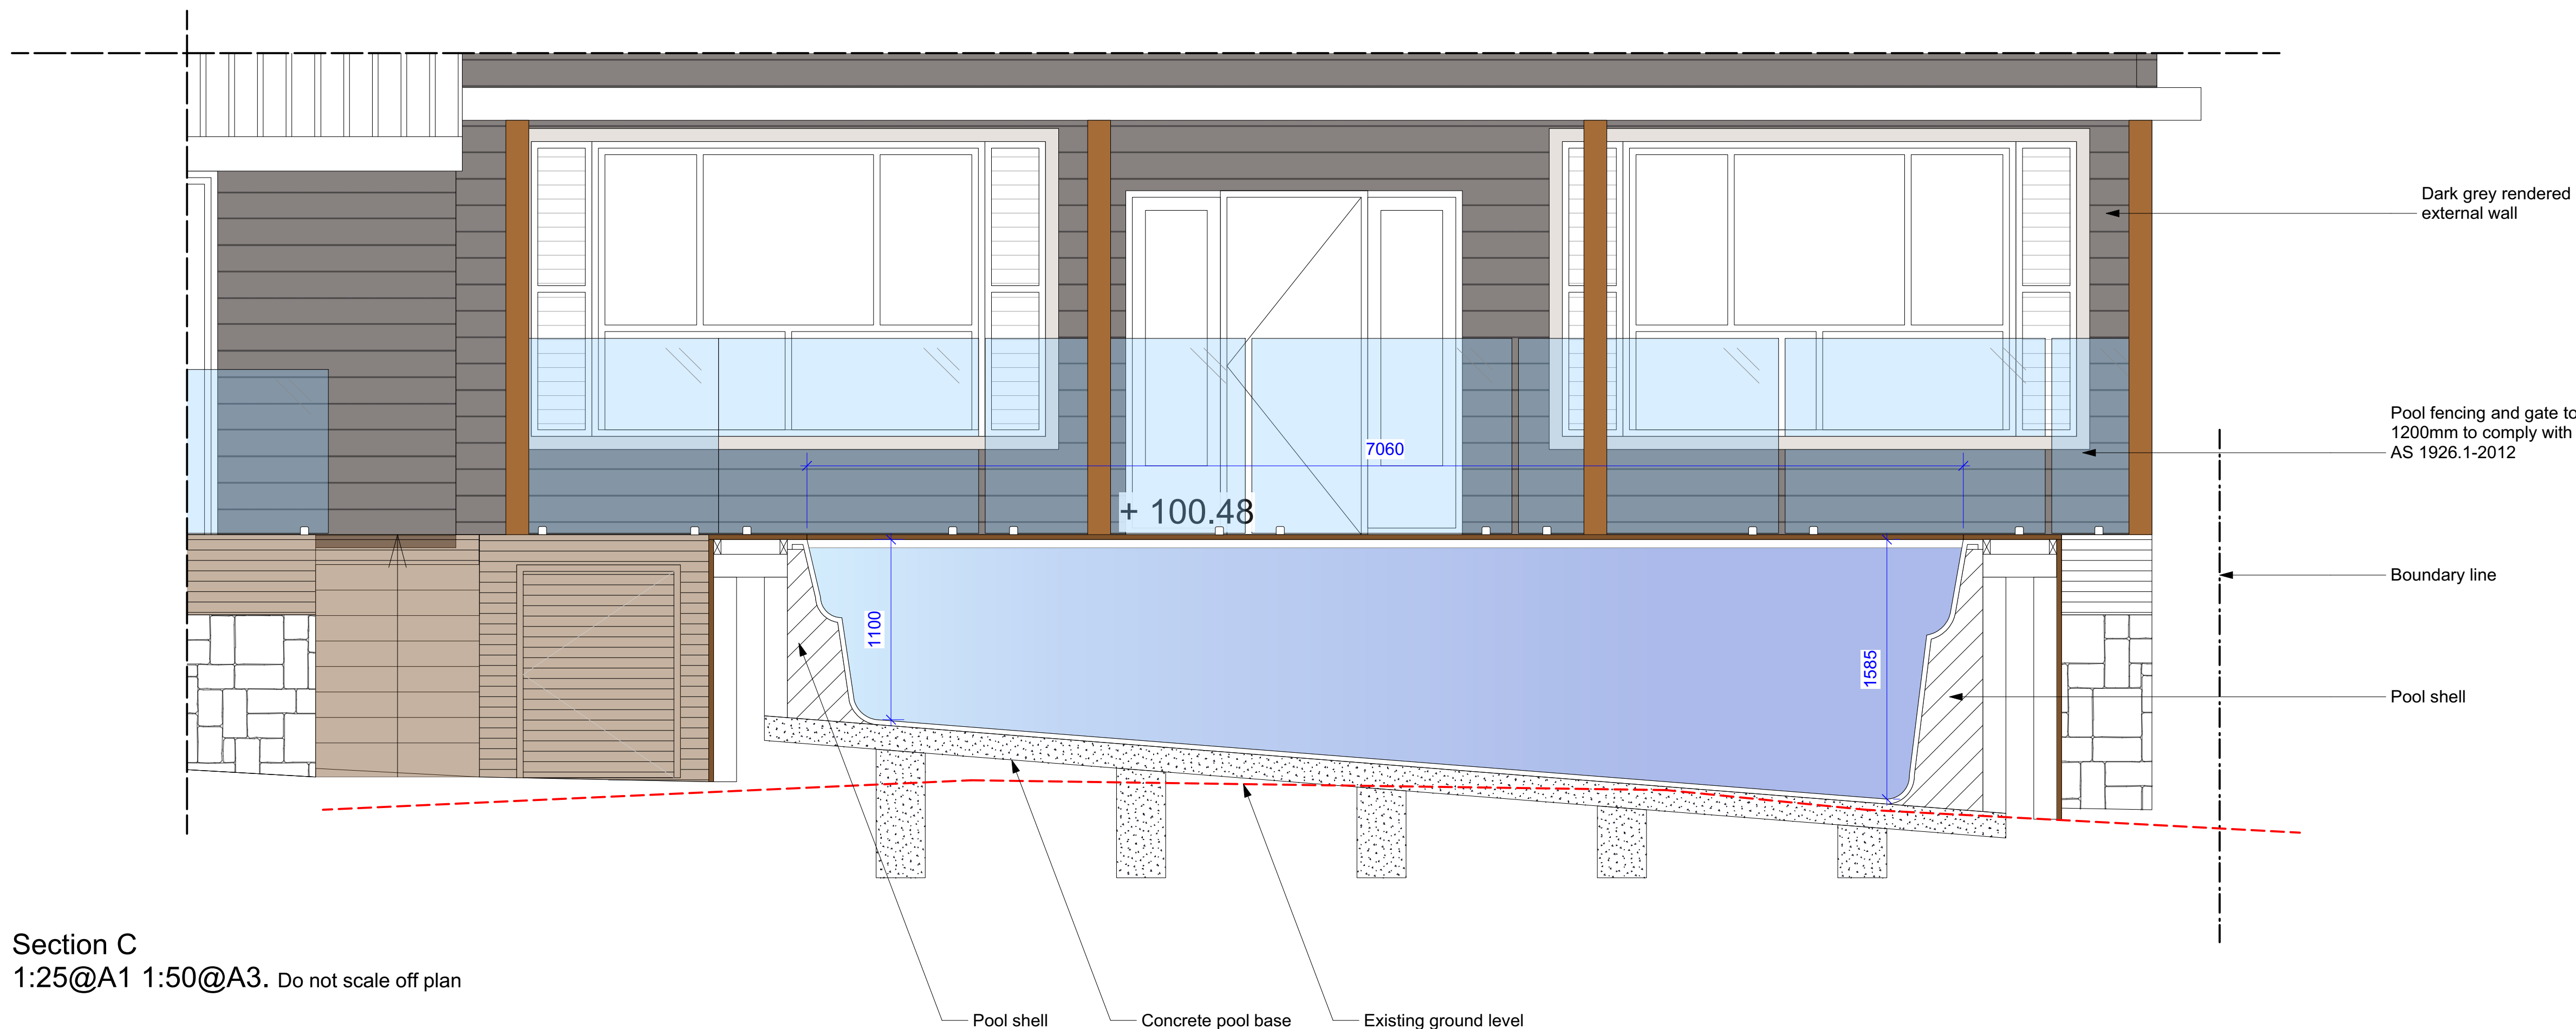 Dark grey rendered
external wall
Pool fencing and gate to
1200mm to comply with
AS 1926.1-2012
7060
+ 100.48
Boundary line
1100
1585
Pool shell
Section C
1:25@A1 1:50@A3. Do not scale off plan
Pool shell
Concrete pool base
Existing ground level